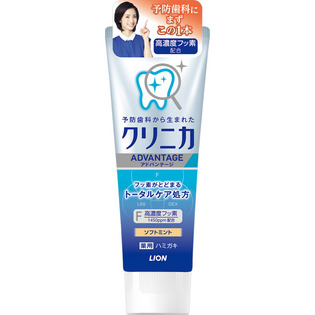 予防歯科に
まず
この1本
高濃度フッ素
配合
予防歯科から生まれた
クリニカ
ADVANTAGE
アドバンテージ
F
フッ素がとどまる
トータルケア処方
LSS DEX
F 高濃度フッ素
1450ppm配合
ソフトミント
薬用 ハミガキ
LION